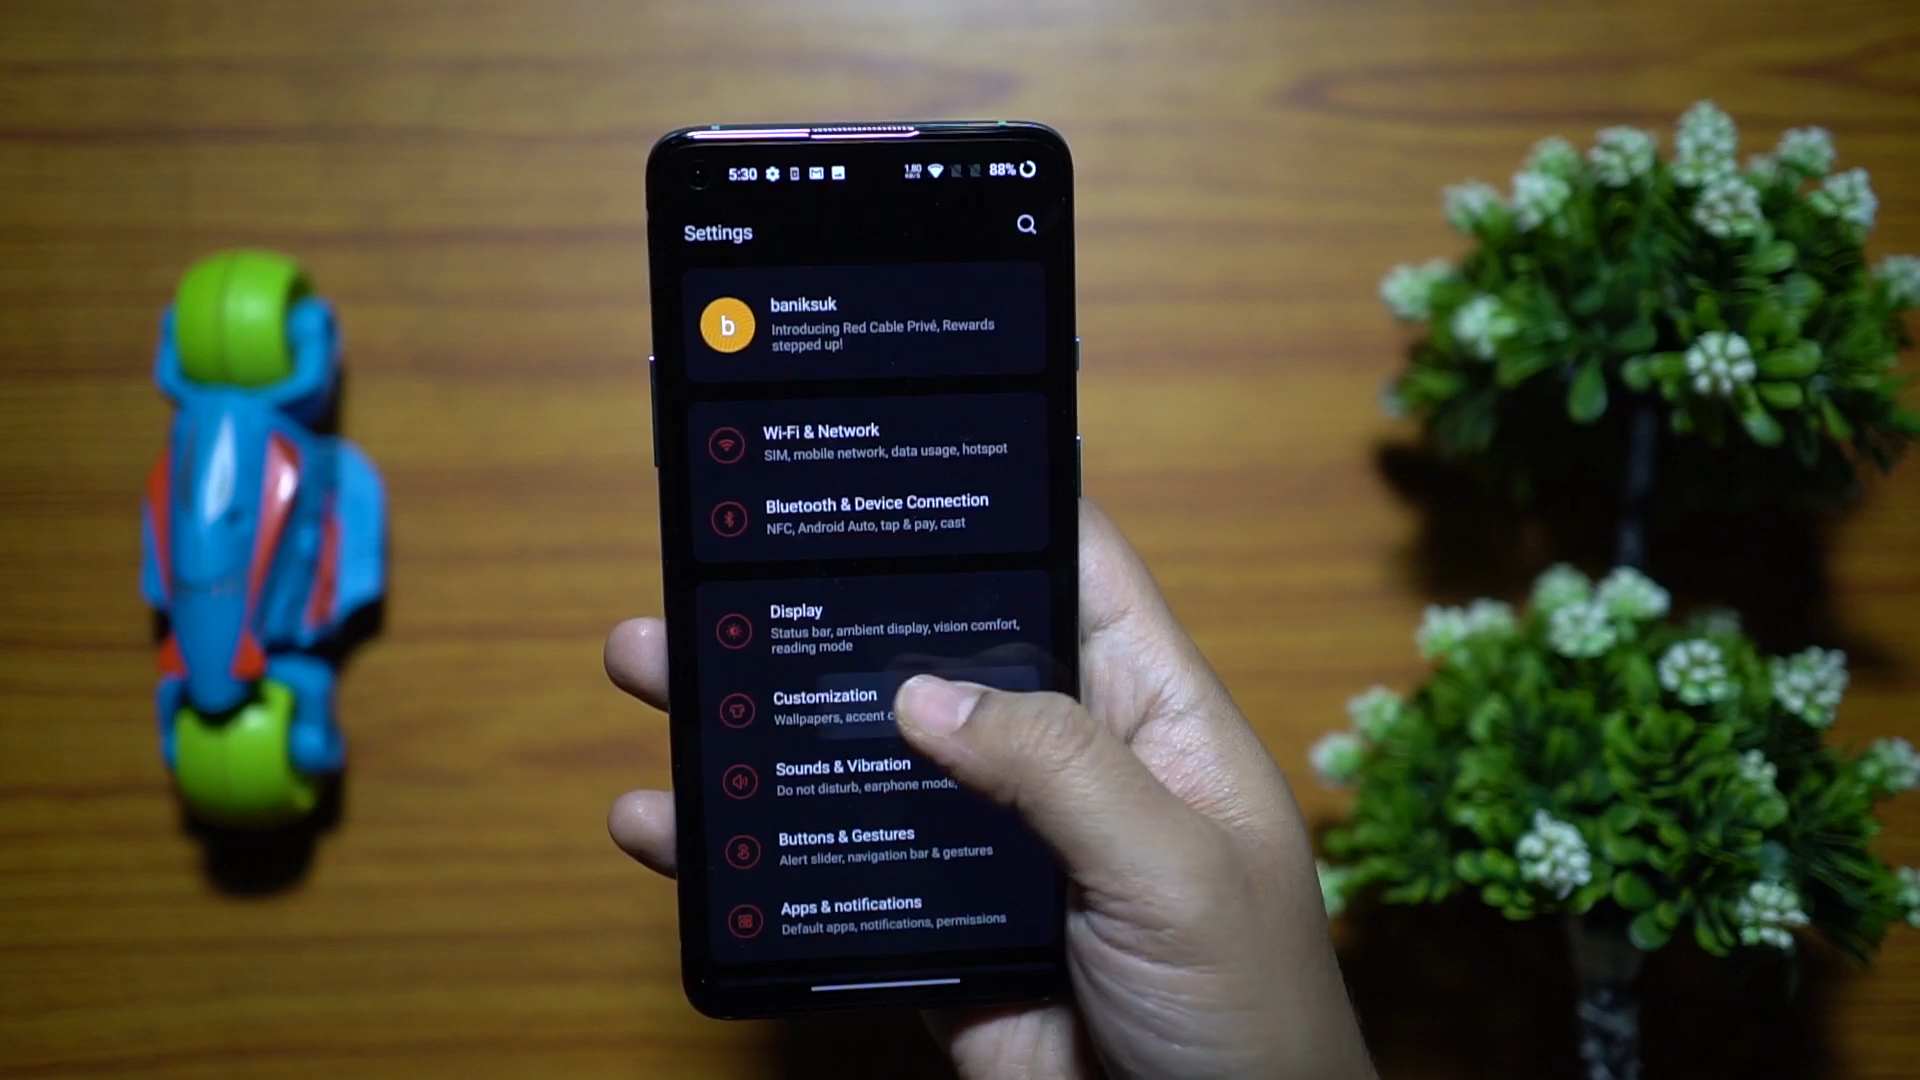 5:30
1.80
88%
Settings
b
baniksuk
Introducing Red Cable Privé, Rewards
stepped up!
Wi-Fi & Network
SIM, mobile network, data usage, hotspot
Bluetooth & Device Connection
NFC, Android Auto, tap & pay, cast
Display
Status bar, ambient display, vision comfort,
reading mode
Customization
Wallpapers, accent
Sounds & Vibration
Do not disturb, earphone mode,
Buttons & Gestures
Alert slider, navigation bar & gestures
Apps & notifications
Default apps, notifications, permissions